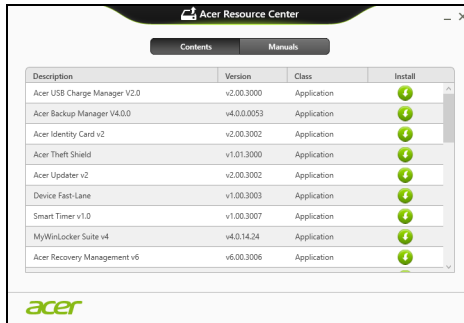 Acer Resource Center
Contents Manuals
Description Version Class Install
Acer USB Charge Manager V2.0 v2.00.3000 Application
Acer Backup Manager V4.0.0 v4.0.0.0053 Application
Acer Identity Card v2 v2.00.3002 Application
Acer Theft Shield v1.01.3000 Application
Acer Updater v2 v2.00.3002 Application
Device Fast-Lane v1.00.3003 Application
Smart Timer v1.0 v1.00.3007 Application
MyWinLocker Suite v4 v4.0.14.24 Application
Acer Recovery Management v6 v6.00.3006 Application
acer